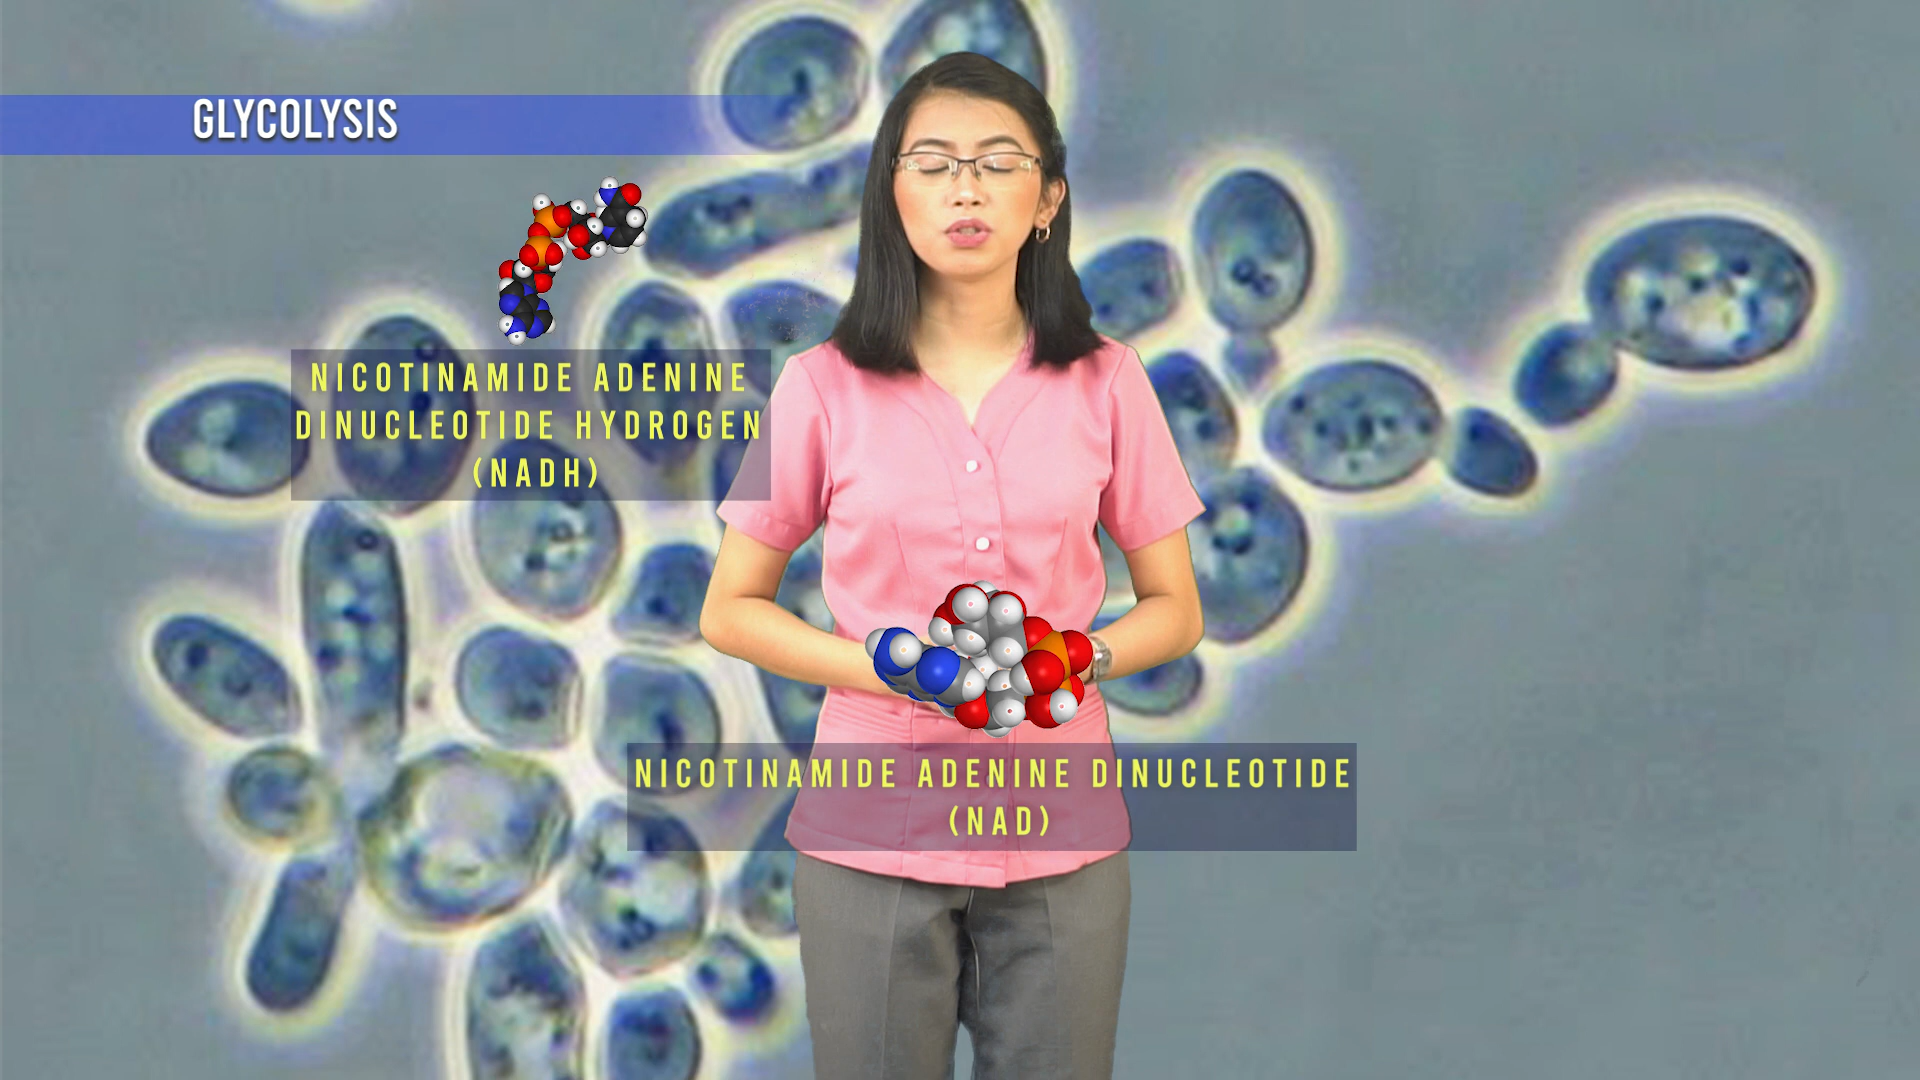 GLYCOLYSIS
NICOTINAMIDE ADENINE
DINUCLEOTIDE HYDROGEN
(NADH)
NICOTINAMIDE ADENINE DINUCLEOTIDE
(NAD)